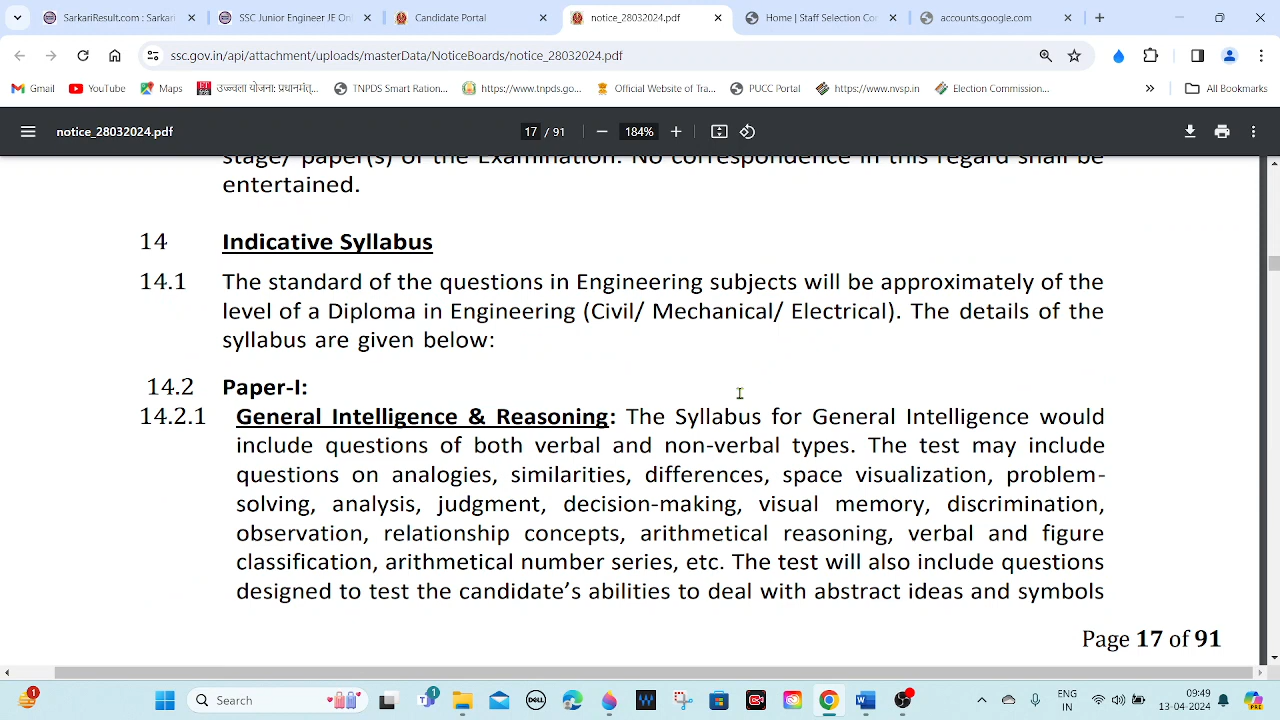 SarkariResult.com : Sarkari
SSC Junior Engineer JE Onl
Candidate Portal
notice_28032024.pdf
Home | Staff Selection Con
accounts.google.com
ssc.gov.in/api/attachment/uploads/masterData/NoticeBoards/notice_28032024.pdf
Gmail
YouTube
Maps
TNPDS Smart Ration...
https://www.tnpds.go...
Official Website of Tra...
PUCC Portal
https://www.nvsp.in
Election Commission...
»
All Bookmarks
notice_28032024.pdf
17 / 91
184%
stage/ paper(s) of the Examination. No correspondence in this regard shall be
entertained.
14 Indicative Syllabus
14.1 The standard of the questions in Engineering subjects will be approximately of the
level of a Diploma in Engineering (Civil/ Mechanical/ Electrical). The details of the
syllabus are given below:
14.2 Paper-I:
14.2.1 General Intelligence & Reasoning: The Syllabus for General Intelligence would
include questions of both verbal and non-verbal types. The test may include
questions on analogies, similarities, differences, space visualization, problem-
solving, analysis, judgment, decision-making, visual memory, discrimination,
observation, relationship concepts, arithmetical reasoning, verbal and figure
classification, arithmetical number series, etc. The test will also include questions
designed to test the candidate's abilities to deal with abstract ideas and symbols
Page 17 of 91
1
Search
1
DELL
ENG
IN
09:49
13-04-2024